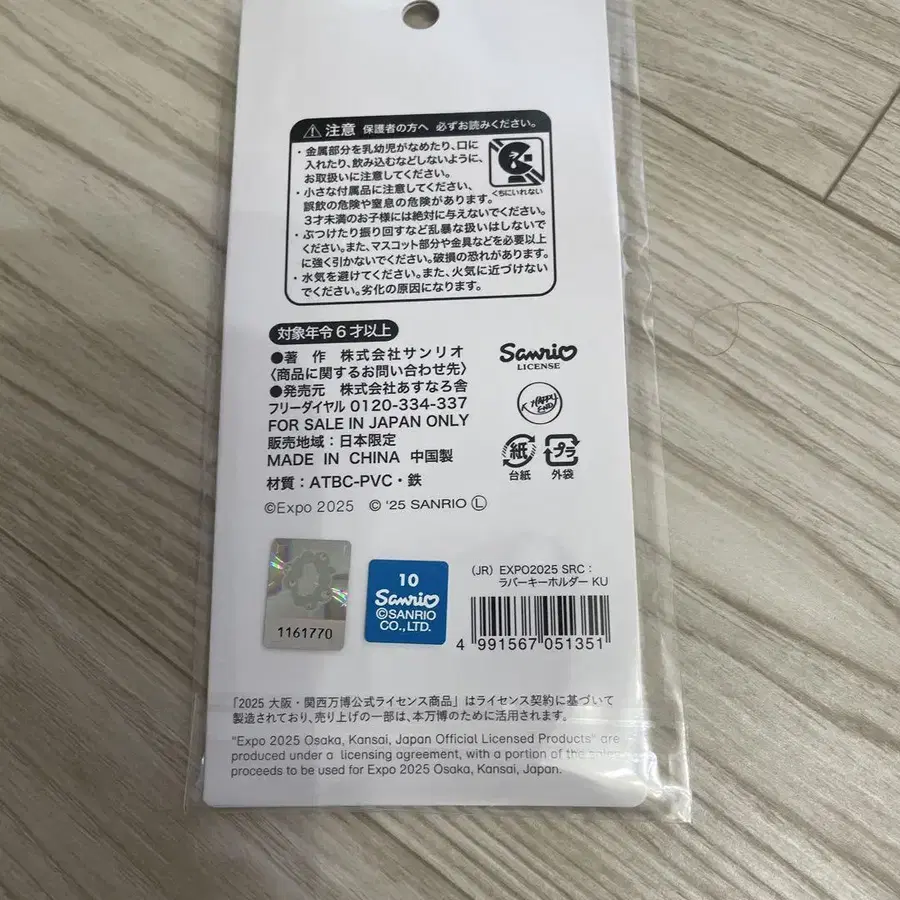 ⚠注意 保護者の方へ 必ずお読みください。
・金属部分を乳幼児がなめたり、口に
入れたり、飲み込むなどしないように、
お取扱いに注意してください。
くちにいれない
・小さな付属品に注意してください、
誤飲の危険や窒息の危険があります。
3才未満のお子様には絶対に与えないでください。
・ぶつけたり振り回すなど乱暴な扱いはしないで
ください。また、マスコット部分や金具などを必要以上
に強く引かないでください。破損の恐れがあります。
・水気を避けてください。また、火気に近づけない
でください。劣化の原因になります。
対象年令6才以上
●著 作 株式会社サンリオ
〈商品に関するお問い合わせ先〉
●発売元 株式会社あすなろ舎
フリーダイヤル 0120-334-337
FOR SALE IN JAPAN ONLY
販売地域：日本限定
MADE IN CHINA 中国製
材質：ATBC-PVC・鉄
©Expo 2025 © '25 SANRIO Ⓛ
Sanrio
LICENSE
HAPPY
END
紙
台紙
プラ
外袋
1161770
10
Sanrio
©SANRIO
CO.,LTD.
(JR) EXPO2025 SRC：
ラバーキーホルダー KU
4 991567 051351
「2025 大阪・関西万博公式ライセンス商品」はライセンス契約に基づいて
製造されており、売り上げの一部は、本万博のために活用されます。
"Expo 2025 Osaka, Kansai, Japan Official Licensed Products" are
produced under a licensing agreement, with a portion of the sales
proceeds to be used for Expo 2025 Osaka, Kansai, Japan.